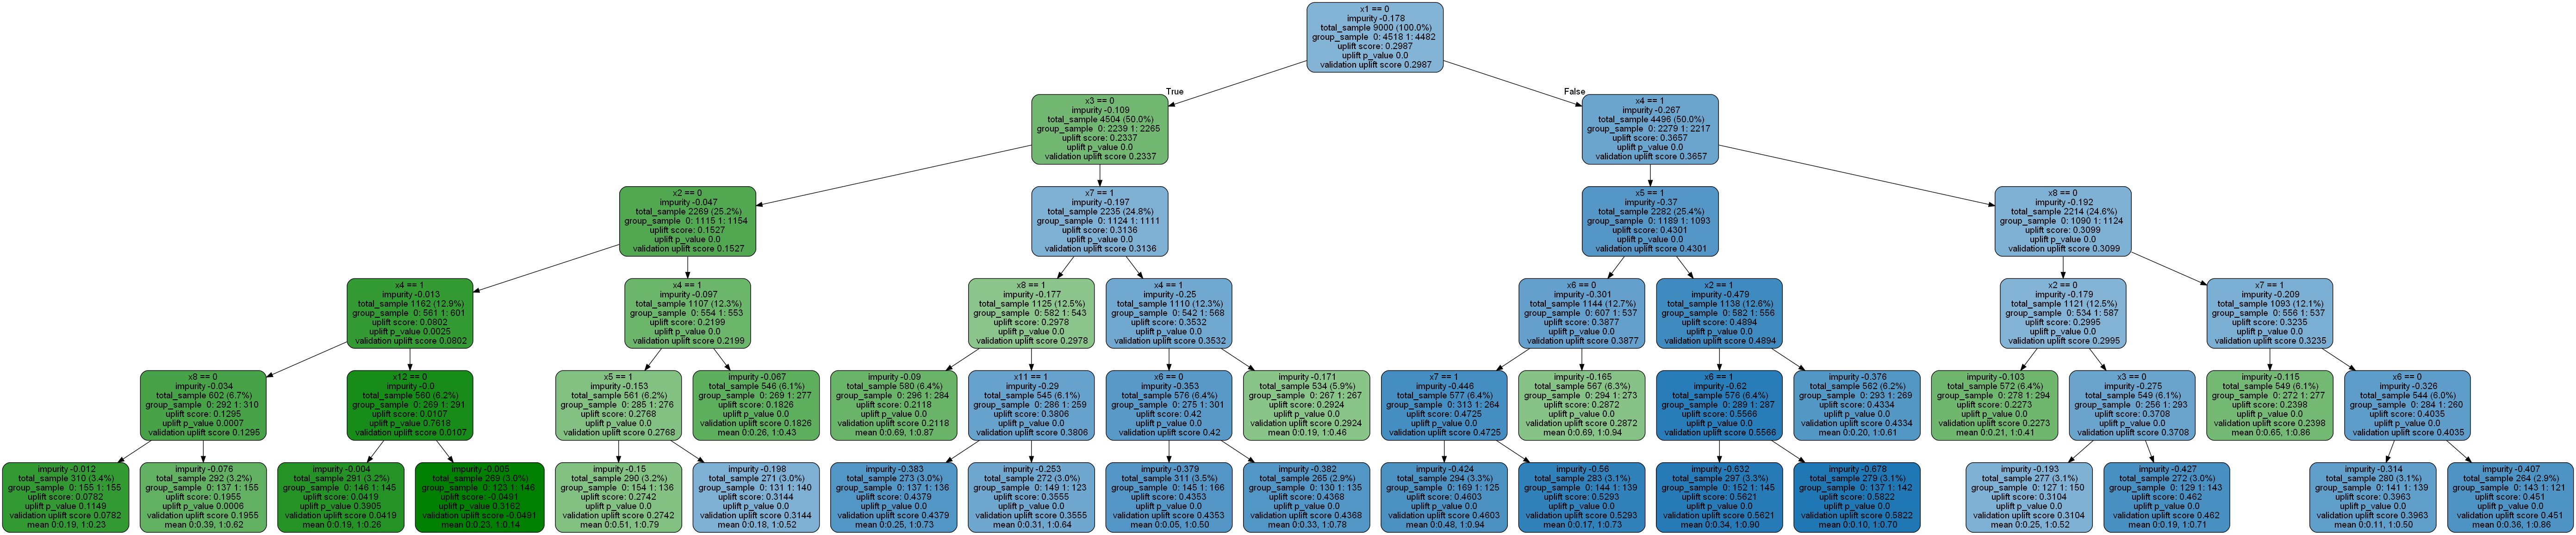 x1 == 0
impurity -0.178
total_sample 9000 (100.0%)
group_sample 0: 4518 1: 4482
uplift score: 0.2987
uplift p_value 0.0
validation uplift score 0.2987
True
False
x3 == 0
impurity -0.109
total_sample 4504 (50.0%)
group_sample 0: 2239 1: 2265
uplift score: 0.2337
uplift p_value 0.0
validation uplift score 0.2337
x4 == 1
impurity -0.267
total_sample 4496 (50.0%)
group_sample 0: 2279 1: 2217
uplift score: 0.3657
uplift p_value 0.0
validation uplift score 0.3657
x2 == 0
impurity -0.047
total_sample 2269 (25.2%)
group_sample 0: 1115 1: 1154
uplift score: 0.1527
uplift p_value 0.0
validation uplift score 0.1527
x7 == 1
impurity -0.197
total_sample 2235 (24.8%)
group_sample 0: 1124 1: 1111
uplift score: 0.3136
uplift p_value 0.0
validation uplift score 0.3136
x5 == 1
impurity -0.37
total_sample 2282 (25.4%)
group_sample 0: 1189 1: 1093
uplift score: 0.4301
uplift p_value 0.0
validation uplift score 0.4301
x8 == 0
impurity -0.192
total_sample 2214 (24.6%)
group_sample 0: 1090 1: 1124
uplift score: 0.3099
uplift p_value 0.0
validation uplift score 0.3099
x4 == 1
impurity -0.013
total_sample 1162 (12.9%)
group_sample 0: 561 1: 601
uplift score: 0.0802
uplift p_value 0.0025
validation uplift score 0.0802
x4 == 1
impurity -0.097
total_sample 1107 (12.3%)
group_sample 0: 554 1: 553
uplift score: 0.2199
uplift p_value 0.0
validation uplift score 0.2199
x8 == 1
impurity -0.177
total_sample 1125 (12.5%)
group_sample 0: 582 1: 543
uplift score: 0.2978
uplift p_value 0.0
validation uplift score 0.2978
x4 == 1
impurity -0.25
total_sample 1110 (12.3%)
group_sample 0: 542 1: 568
uplift score: 0.3532
uplift p_value 0.0
validation uplift score 0.3532
x6 == 0
impurity -0.301
total_sample 1144 (12.7%)
group_sample 0: 607 1: 537
uplift score: 0.3877
uplift p_value 0.0
validation uplift score 0.3877
x2 == 1
impurity -0.479
total_sample 1138 (12.6%)
group_sample 0: 582 1: 556
uplift score: 0.4894
uplift p_value 0.0
validation uplift score 0.4894
x2 == 0
impurity -0.179
total_sample 1121 (12.5%)
group_sample 0: 534 1: 587
uplift score: 0.2995
uplift p_value 0.0
validation uplift score 0.2995
x7 == 1
impurity -0.209
total_sample 1093 (12.1%)
group_sample 0: 556 1: 537
uplift score: 0.3235
uplift p_value 0.0
validation uplift score 0.3235
x8 == 0
impurity -0.034
total_sample 602 (6.7%)
group_sample 0: 292 1: 310
uplift score: 0.1295
uplift p_value 0.0007
validation uplift score 0.1295
x12 == 0
impurity -0.0
total_sample 560 (6.2%)
group_sample 0: 269 1: 291
uplift score: 0.0107
uplift p_value 0.7618
validation uplift score 0.0107
x5 == 1
impurity -0.153
total_sample 561 (6.2%)
group_sample 0: 285 1: 276
uplift score: 0.2768
uplift p_value 0.0
validation uplift score 0.2768
impurity -0.067
total_sample 546 (6.1%)
group_sample 0: 269 1: 277
uplift score: 0.1826
uplift p_value 0.0
validation uplift score 0.1826
mean 0:0.26, 1:0.43
impurity -0.09
total_sample 580 (6.4%)
group_sample 0: 296 1: 284
uplift score: 0.2118
uplift p_value 0.0
validation uplift score 0.2118
mean 0:0.69, 1:0.87
x11 == 1
impurity -0.29
total_sample 545 (6.1%)
group_sample 0: 286 1: 259
uplift score: 0.3806
uplift p_value 0.0
validation uplift score 0.3806
x6 == 0
impurity -0.353
total_sample 576 (6.4%)
group_sample 0: 275 1: 301
uplift score: 0.42
uplift p_value 0.0
validation uplift score 0.42
impurity -0.171
total_sample 534 (5.9%)
group_sample 0: 267 1: 267
uplift score: 0.2924
uplift p_value 0.0
validation uplift score 0.2924
mean 0:0.19, 1:0.46
x7 == 1
impurity -0.446
total_sample 577 (6.4%)
group_sample 0: 313 1: 264
uplift score: 0.4725
uplift p_value 0.0
validation uplift score 0.4725
impurity -0.165
total_sample 567 (6.3%)
group_sample 0: 294 1: 273
uplift score: 0.2872
uplift p_value 0.0
validation uplift score 0.2872
mean 0:0.69, 1:0.94
x6 == 1
impurity -0.62
total_sample 576 (6.4%)
group_sample 0: 289 1: 287
uplift score: 0.5566
uplift p_value 0.0
validation uplift score 0.5566
impurity -0.376
total_sample 562 (6.2%)
group_sample 0: 293 1: 269
uplift score: 0.4334
uplift p_value 0.0
validation uplift score 0.4334
mean 0:0.20, 1:0.61
impurity -0.103
total_sample 572 (6.4%)
group_sample 0: 278 1: 294
uplift score: 0.2273
uplift p_value 0.0
validation uplift score 0.2273
mean 0:0.21, 1:0.41
x3 == 0
impurity -0.275
total_sample 549 (6.1%)
group_sample 0: 256 1: 293
uplift score: 0.3708
uplift p_value 0.0
validation uplift score 0.3708
impurity -0.115
total_sample 549 (6.1%)
group_sample 0: 272 1: 277
uplift score: 0.2398
uplift p_value 0.0
validation uplift score 0.2398
mean 0:0.65, 1:0.86
x6 == 0
impurity -0.326
total_sample 544 (6.0%)
group_sample 0: 284 1: 260
uplift score: 0.4035
uplift p_value 0.0
validation uplift score 0.4035
impurity -0.012
total_sample 310 (3.4%)
group_sample 0: 155 1: 155
uplift score: 0.0782
uplift p_value 0.1149
validation uplift score 0.0782
mean 0:0.19, 1:0.23
impurity -0.076
total_sample 292 (3.2%)
group_sample 0: 137 1: 155
uplift score: 0.1955
uplift p_value 0.0006
validation uplift score 0.1955
mean 0:0.39, 1:0.62
impurity -0.004
total_sample 291 (3.2%)
group_sample 0: 146 1: 145
uplift score: 0.0419
uplift p_value 0.3905
validation uplift score 0.0419
mean 0:0.19, 1:0.26
impurity -0.005
total_sample 269 (3.0%)
group_sample 0: 123 1: 146
uplift score: -0.0491
uplift p_value 0.3162
validation uplift score -0.0491
mean 0:0.23, 1:0.14
impurity -0.15
total_sample 290 (3.2%)
group_sample 0: 154 1: 136
uplift score: 0.2742
uplift p_value 0.0
validation uplift score 0.2742
mean 0:0.51, 1:0.79
impurity -0.198
total_sample 271 (3.0%)
group_sample 0: 131 1: 140
uplift score: 0.3144
uplift p_value 0.0
validation uplift score 0.3144
mean 0:0.18, 1:0.52
impurity -0.383
total_sample 273 (3.0%)
group_sample 0: 137 1: 136
uplift score: 0.4379
uplift p_value 0.0
validation uplift score 0.4379
mean 0:0.25, 1:0.73
impurity -0.253
total_sample 272 (3.0%)
group_sample 0: 149 1: 123
uplift score: 0.3555
uplift p_value 0.0
validation uplift score 0.3555
mean 0:0.31, 1:0.64
impurity -0.379
total_sample 311 (3.5%)
group_sample 0: 145 1: 166
uplift score: 0.4353
uplift p_value 0.0
validation uplift score 0.4353
mean 0:0.05, 1:0.50
impurity -0.382
total_sample 265 (2.9%)
group_sample 0: 130 1: 135
uplift score: 0.4368
uplift p_value 0.0
validation uplift score 0.4368
mean 0:0.33, 1:0.78
impurity -0.424
total_sample 294 (3.3%)
group_sample 0: 169 1: 125
uplift score: 0.4603
uplift p_value 0.0
validation uplift score 0.4603
mean 0:0.48, 1:0.94
impurity -0.56
total_sample 283 (3.1%)
group_sample 0: 144 1: 139
uplift score: 0.5293
uplift p_value 0.0
validation uplift score 0.5293
mean 0:0.17, 1:0.73
impurity -0.632
total_sample 297 (3.3%)
group_sample 0: 152 1: 145
uplift score: 0.5621
uplift p_value 0.0
validation uplift score 0.5621
mean 0:0.34, 1:0.90
impurity -0.678
total_sample 279 (3.1%)
group_sample 0: 137 1: 142
uplift score: 0.5822
uplift p_value 0.0
validation uplift score 0.5822
mean 0:0.10, 1:0.70
impurity -0.193
total_sample 277 (3.1%)
group_sample 0: 127 1: 150
uplift score: 0.3104
uplift p_value 0.0
validation uplift score 0.3104
mean 0:0.25, 1:0.52
impurity -0.427
total_sample 272 (3.0%)
group_sample 0: 129 1: 143
uplift score: 0.462
uplift p_value 0.0
validation uplift score 0.462
mean 0:0.19, 1:0.71
impurity -0.314
total_sample 280 (3.1%)
group_sample 0: 141 1: 139
uplift score: 0.3963
uplift p_value 0.0
validation uplift score 0.3963
mean 0:0.11, 1:0.50
impurity -0.407
total_sample 264 (2.9%)
group_sample 0: 143 1: 121
uplift score: 0.451
uplift p_value 0.0
validation uplift score 0.451
mean 0:0.36, 1:0.86